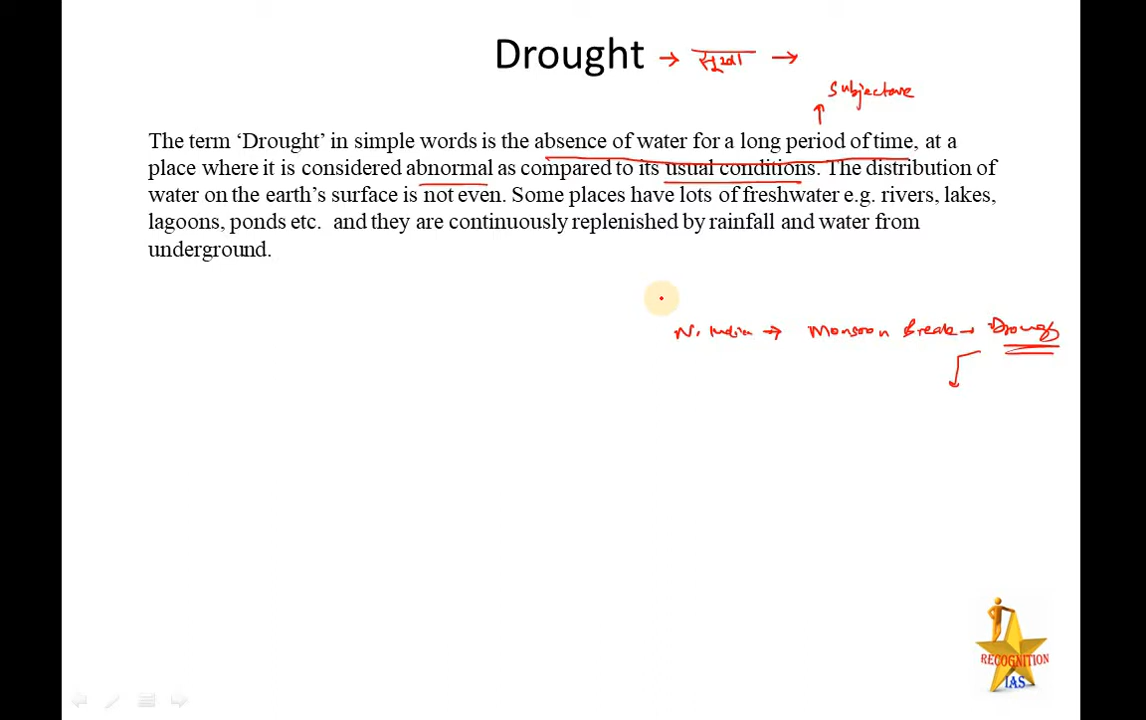 Drought → सूखा →
Subjective
The term ‘Drought’ in simple words is the absence of water for a long period of time, at a
place where it is considered abnormal as compared to its usual conditions. The distribution of
water on the earth’s surface is not even. Some places have lots of freshwater e.g. rivers, lakes,
lagoons, ponds etc. and they are continuously replenished by rainfall and water from
underground.
N. India → Monsoon Break →
RECOGNITION
IAS